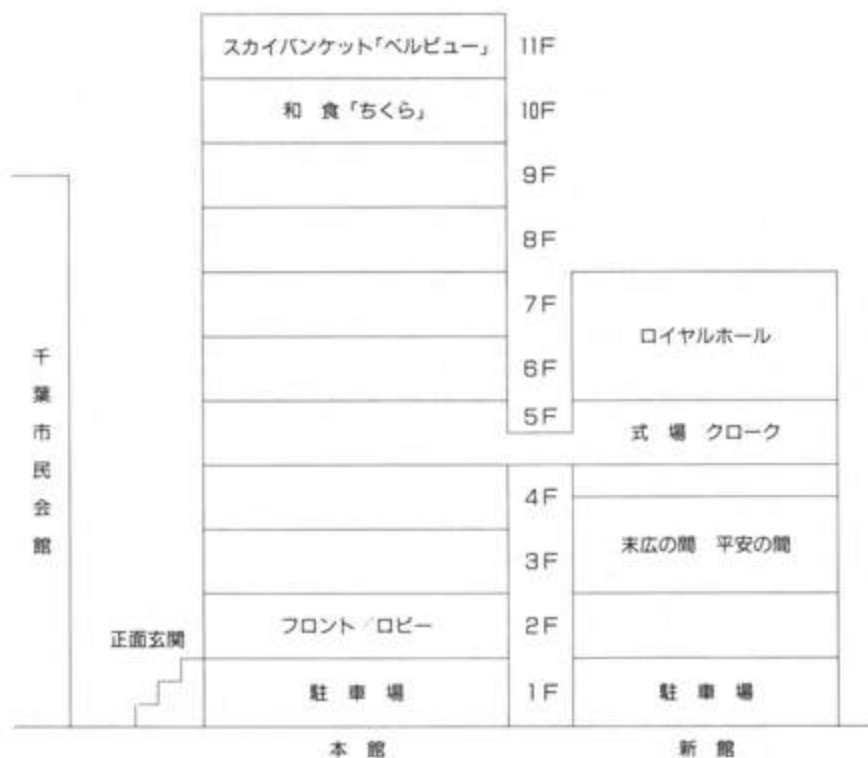 スカイバンケット「ベルビュー」 11F
和 食「ちくら」 10F
9F
8F
7F
ロイヤルホール
6F
5F
式 場 クローク
4F
末広の間 平安の間
3F
フロント/ロビー 2F
正面玄関
駐 車 場 1F 駐 車 場
本 館 新 館
千葉市民会館